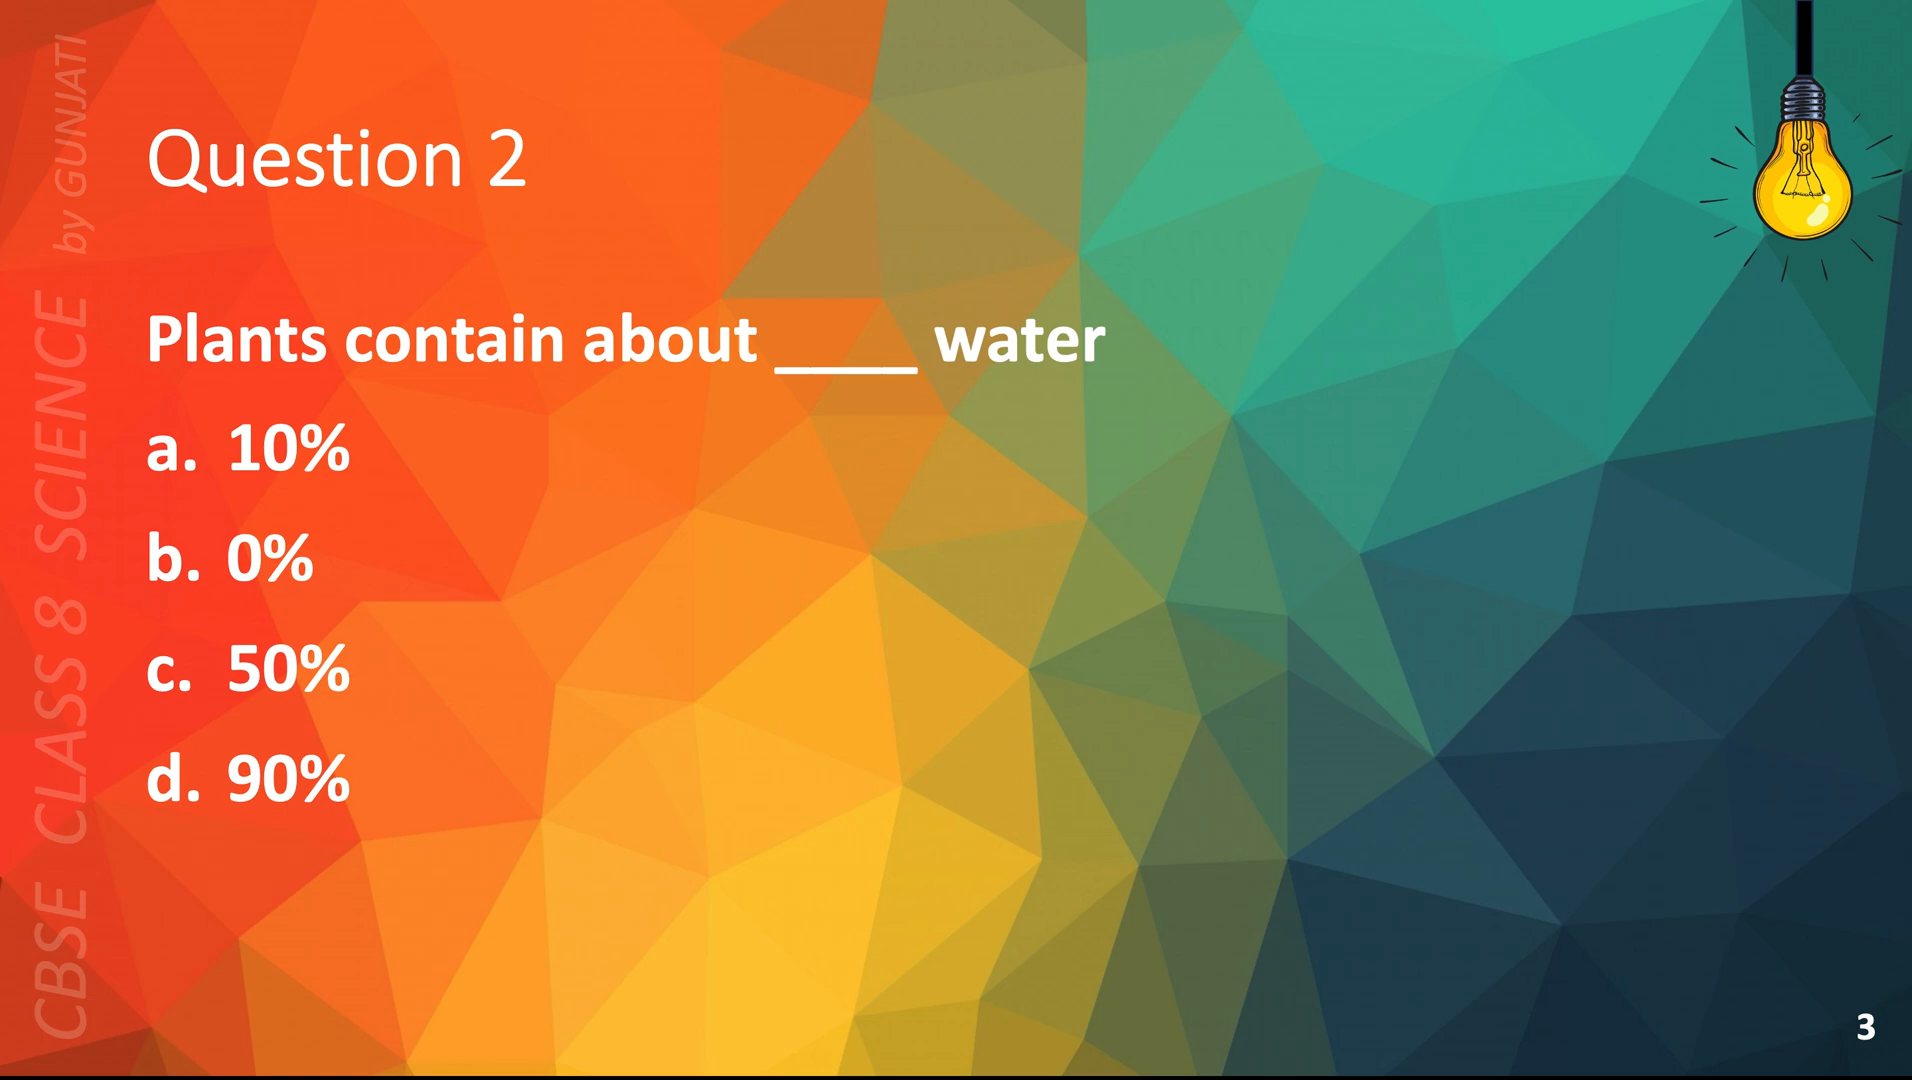 CBSE CLASS 8 SCIENCE by GUNJATI
Question 2
Plants contain about ____ water
a. 10%
b. 0%
c. 50%
d. 90%
3